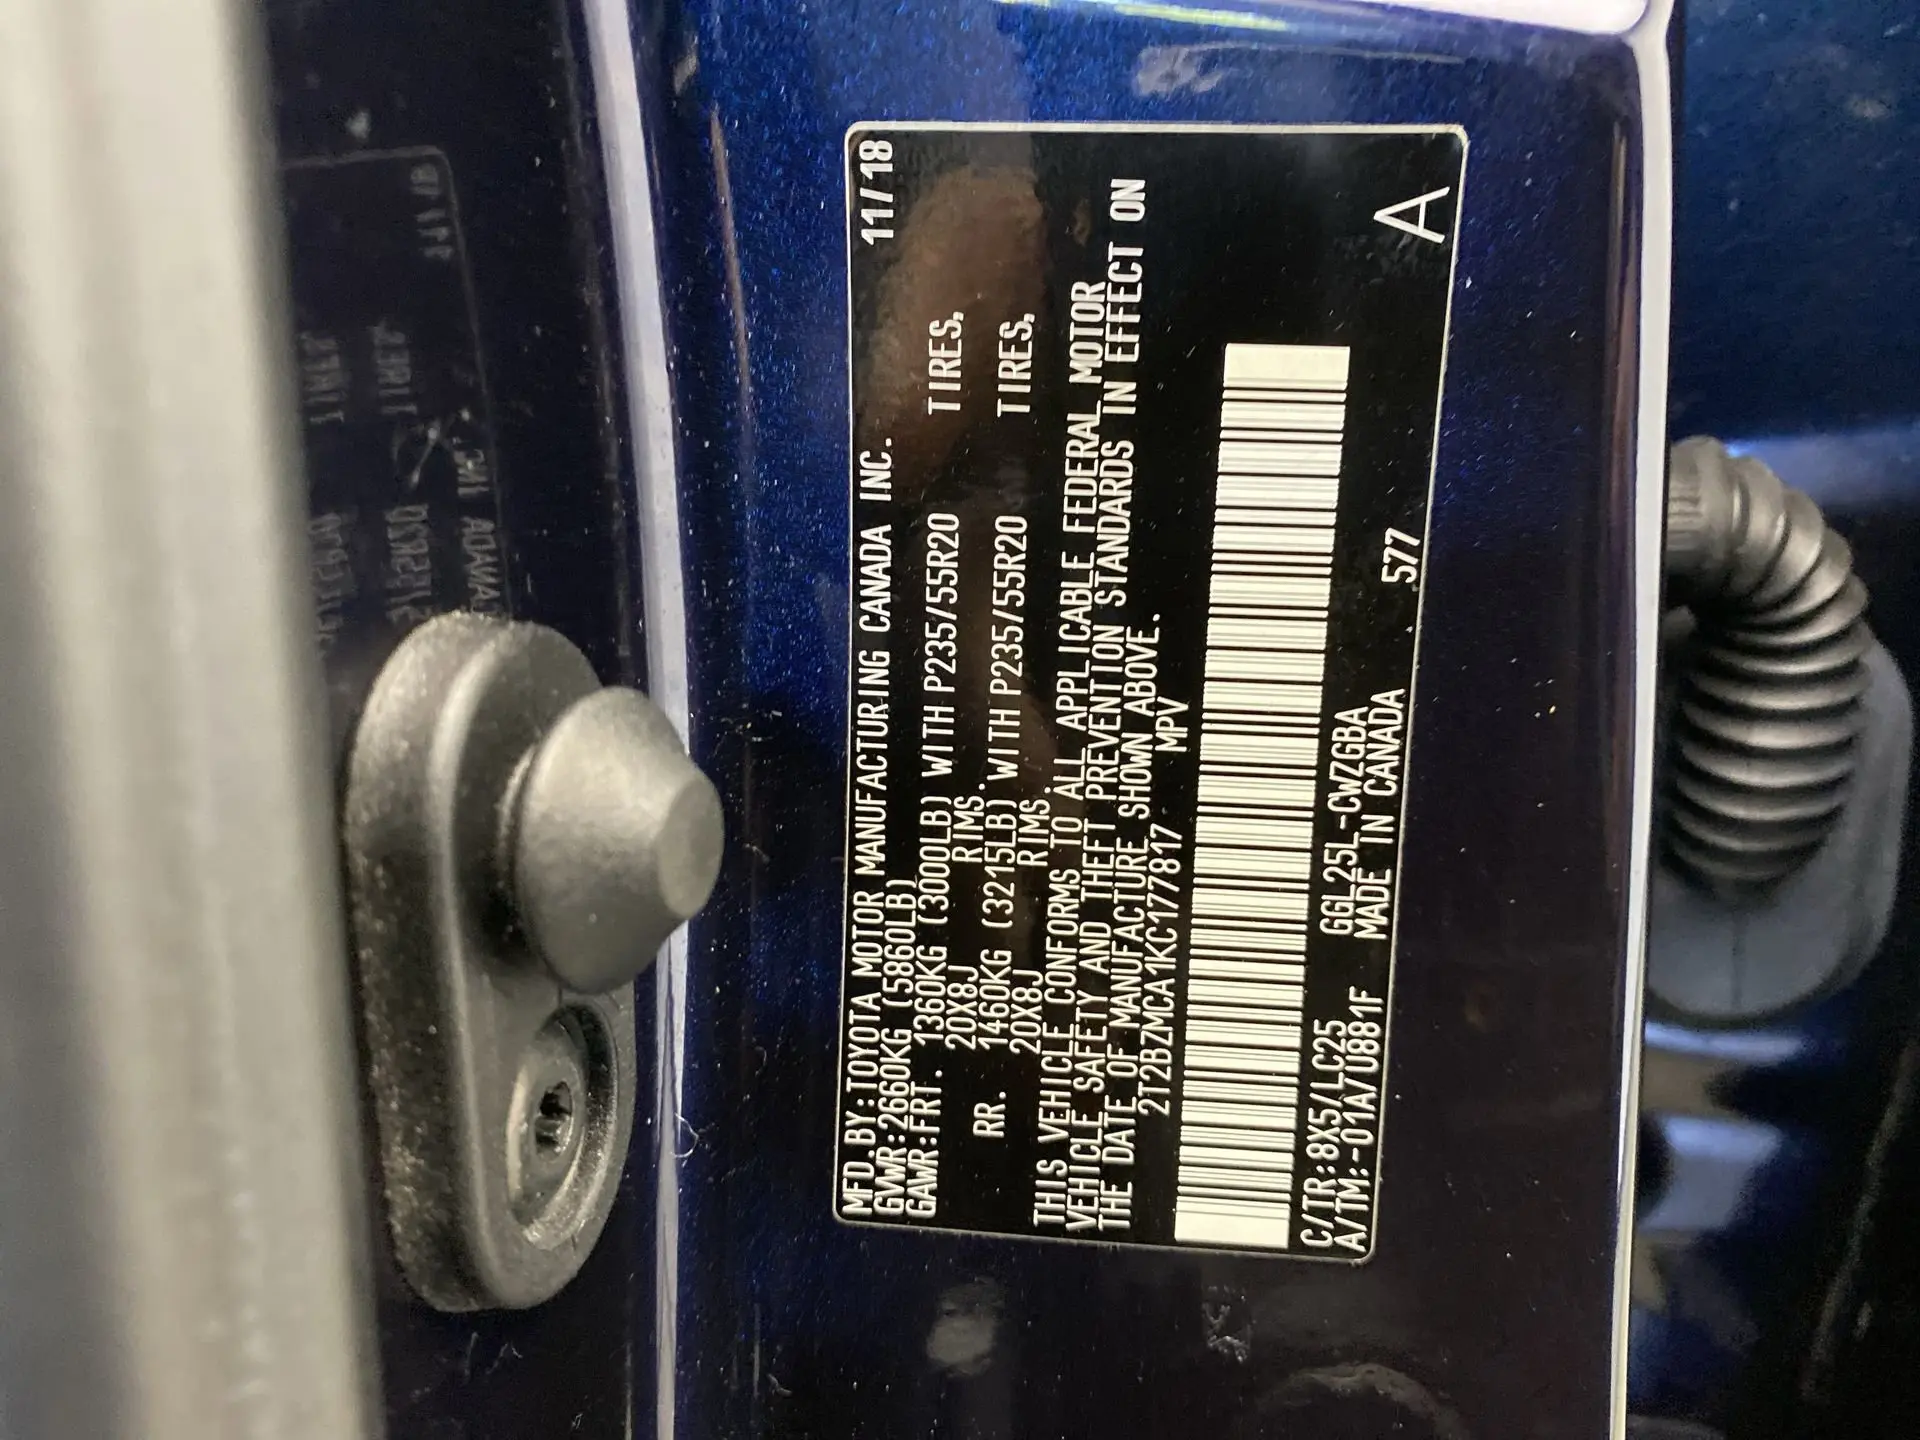 MFD.BY:TOYOTA MOTOR MANUFACTURING CANADA INC. 11/18
GVWR:2660KG (5860LB)
GAWR:FRT. 1360KG (3000LB) WITH P235/55R20 TIRES,
20X8J RIMS.
RR. 1460KG (3215LB) WITH P235/55R20 TIRES,
20X8J RIMS.
THIS VEHICLE CONFORMS TO ALL APPLICABLE FEDERAL MOTOR
VEHICLE SAFETY AND THEFT PREVENTION STANDARDS IN EFFECT ON
THE DATE OF MANUFACTURE SHOWN ABOVE.
2T2BZMCA1KC177817 MPV
C/TR:8X5/LC25 GGL25L-CWZGBA
A/TM:-01A/U881F MADE IN CANADA 577 A